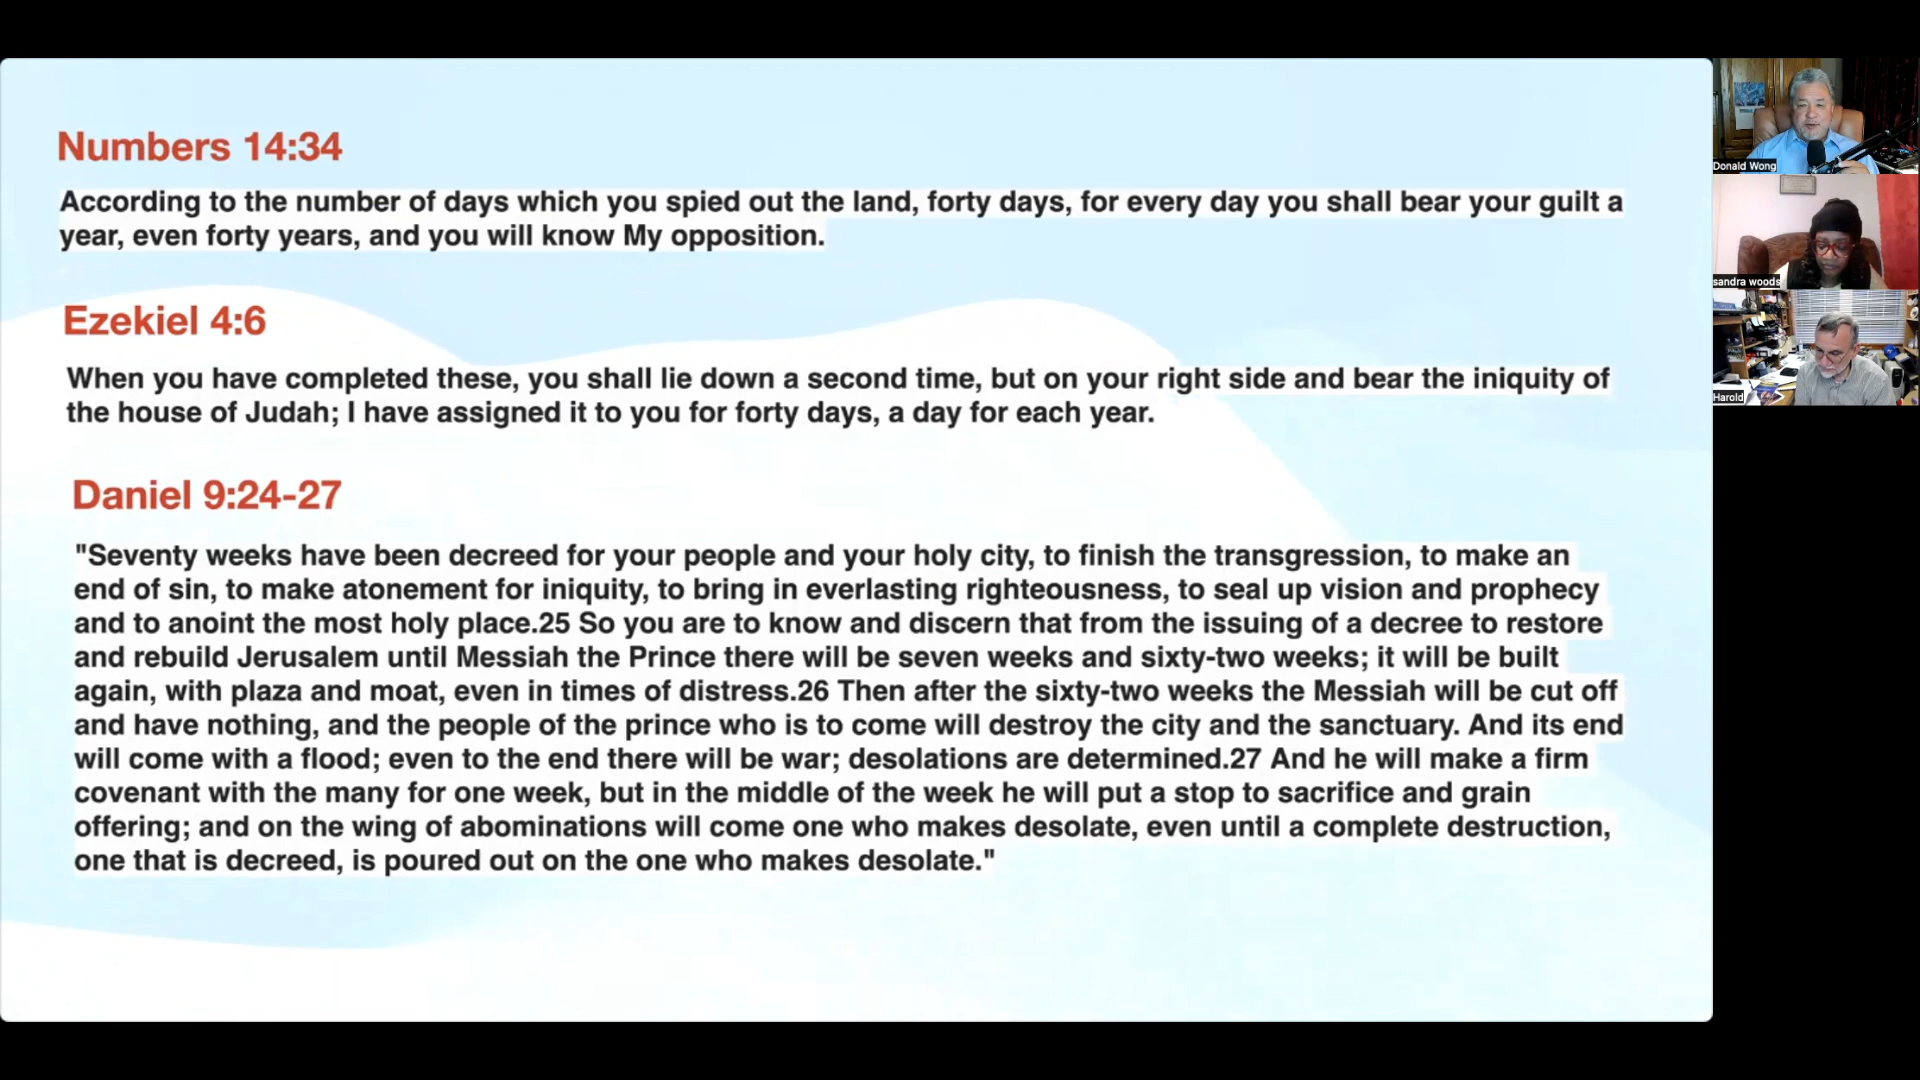 Numbers 14:34
According to the number of days which you spied out the land, forty days, for every day you shall bear your guilt a
year, even forty years, and you will know My opposition.
Ezekiel 4:6
When you have completed these, you shall lie down a second time, but on your right side and bear the iniquity of
the house of Judah; I have assigned it to you for forty days, a day for each year.
Daniel 9:24-27
"Seventy weeks have been decreed for your people and your holy city, to finish the transgression, to make an
end of sin, to make atonement for iniquity, to bring in everlasting righteousness, to seal up vision and prophecy
and to anoint the most holy place.25 So you are to know and discern that from the issuing of a decree to restore
and rebuild Jerusalem until Messiah the Prince there will be seven weeks and sixty-two weeks; it will be built
again, with plaza and moat, even in times of distress.26 Then after the sixty-two weeks the Messiah will be cut off
and have nothing, and the people of the prince who is to come will destroy the city and the sanctuary. And its end
will come with a flood; even to the end there will be war; desolations are determined.27 And he will make a firm
covenant with the many for one week, but in the middle of the week he will put a stop to sacrifice and grain
offering; and on the wing of abominations will come one who makes desolate, even until a complete destruction,
one that is decreed, is poured out on the one who makes desolate."
Donald Wong
sandra woods
Harold